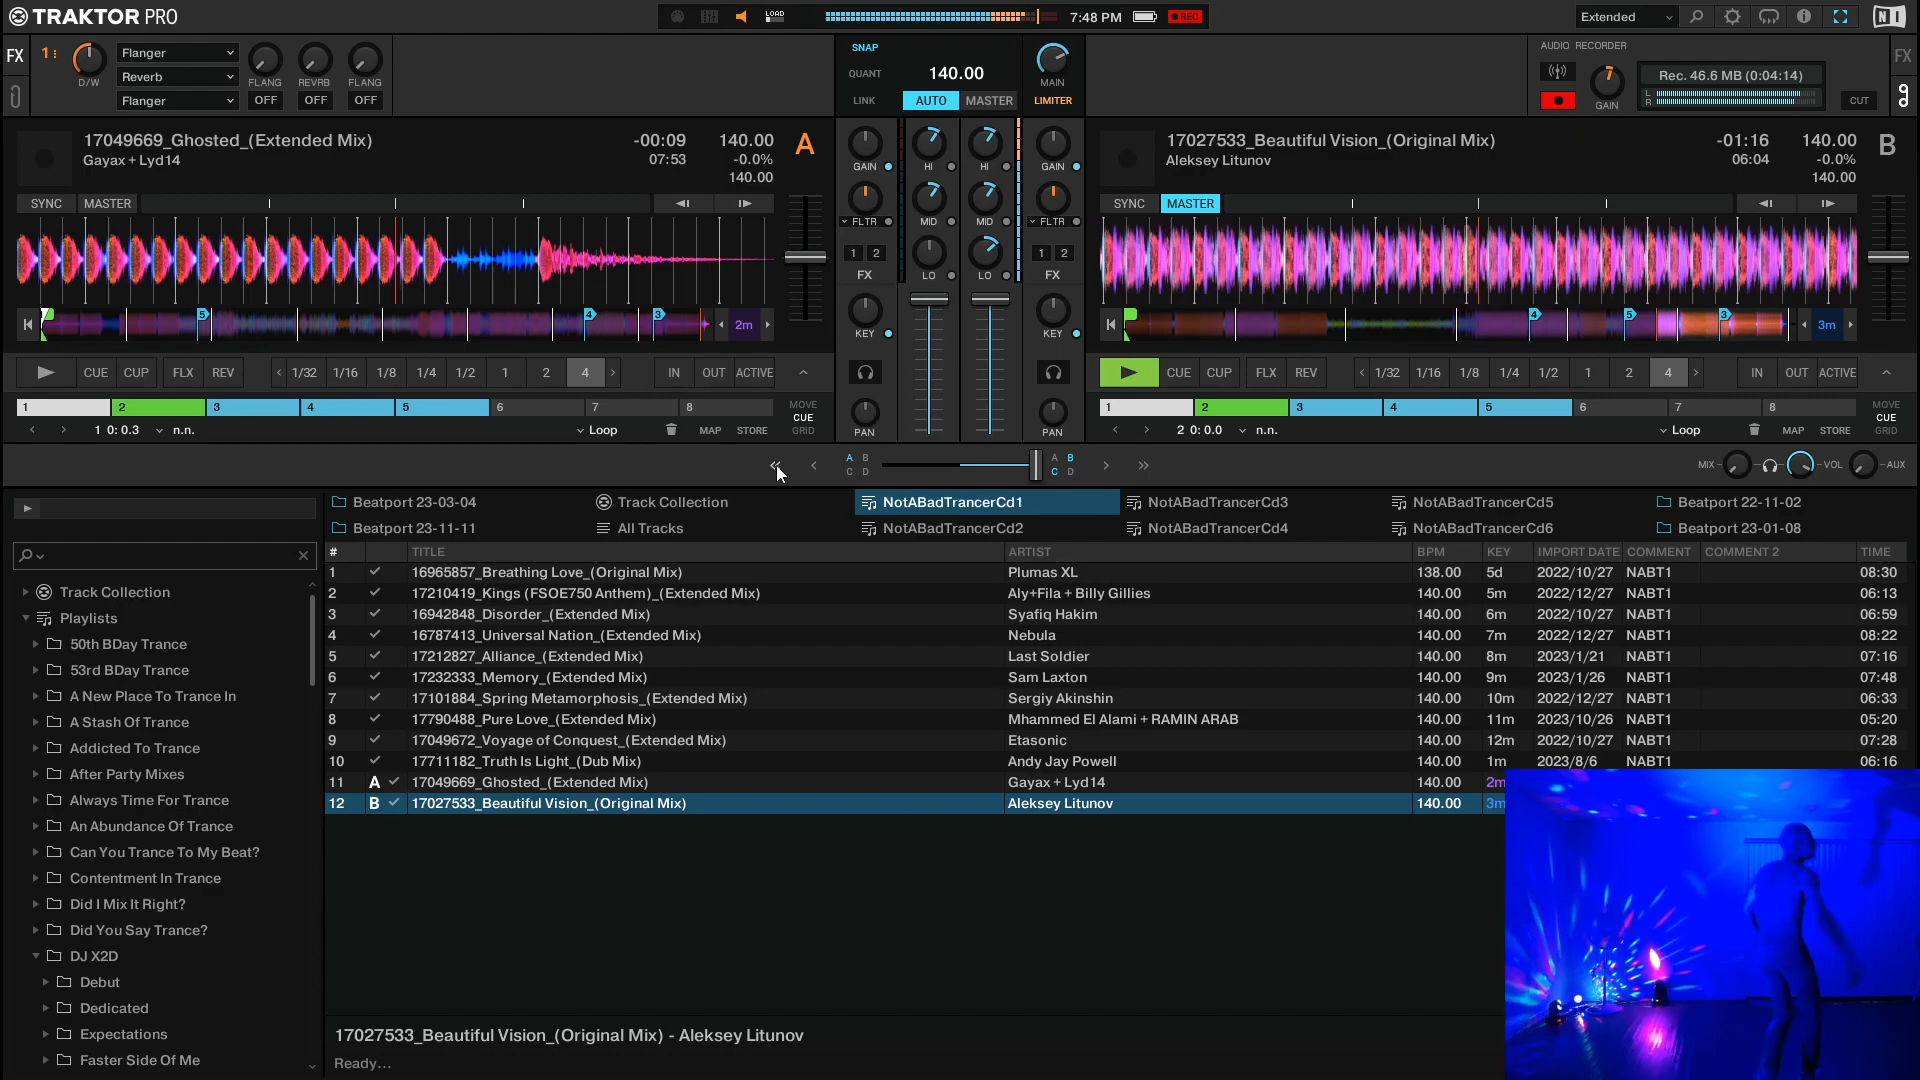 TRAKTOR PRO
LOAD
7:48 PM
REC
Extended
NI
FX
1
D/W
Flanger
Reverb
Flanger
FLANG
REVRB
FLANG
OFF
OFF
OFF
SNAP
QUANT
LINK
140.00
AUTO
MASTER
MAIN
LIMITER
AUDIO RECORDER
GAIN
Rec. 46.6 MB (0:04:14)
L
R
CUT
FX
17049669_Ghosted_(Extended Mix)
Gayax + Lyd14
-00:09
07:53
140.00
-0.0%
140.00
A
SYNC
MASTER
5
4
3
2m
CUE
CUP
FLX
REV
1/32
1/16
1/8
1/4
1/2
1
2
4
IN
OUT
ACTIVE
1
2
3
4
5
6
7
8
MOVE
CUE
GRID
1 0: 0.3
n.n.
Loop
MAP
STORE
GAIN
HI
HI
GAIN
FLTR
MID
MID
FLTR
1
2
LO
LO
1
2
FX
FX
KEY
KEY
PAN
PAN
17027533_Beautiful Vision_(Original Mix)
Aleksey Litunov
-01:16
06:04
140.00
-0.0%
140.00
B
SYNC
MASTER
4
5
3
3m
CUE
CUP
FLX
REV
1/32
1/16
1/8
1/4
1/2
1
2
4
IN
OUT
ACTIVE
1
2
3
4
5
6
7
8
MOVE
CUE
GRID
2 0: 0.0
n.n.
Loop
MAP
STORE
A B
C D
A B
C D
MIX
VOL
AUX
Beatport 23-03-04
Track Collection
NotABadTrancerCd1
NotABadTrancerCd3
NotABadTrancerCd5
Beatport 22-11-02
Beatport 23-11-11
All Tracks
NotABadTrancerCd2
NotABadTrancerCd4
NotABadTrancerCd6
Beatport 23-01-08
Track Collection
Playlists
50th BDay Trance
53rd BDay Trance
A New Place To Trance In
A Stash Of Trance
Addicted To Trance
After Party Mixes
Always Time For Trance
An Abundance Of Trance
Can You Trance To My Beat?
Contentment In Trance
Did I Mix It Right?
Did You Say Trance?
DJ X2D
Debut
Dedicated
Expectations
Faster Side Of Me
# TITLE ARTIST BPM KEY IMPORT DATE COMMENT COMMENT 2 TIME
1 16965857_Breathing Love_(Original Mix) Plumas XL 138.00 5d 2022/10/27 NABT1 08:30
2 17210419_Kings (FSOE750 Anthem)_(Extended Mix) Aly+Fila + Billy Gillies 140.00 5m 2022/12/27 NABT1 06:13
3 16942848_Disorder_(Extended Mix) Syafiq Hakim 140.00 6m 2022/10/27 NABT1 06:59
4 16787413_Universal Nation_(Extended Mix) Nebula 140.00 7m 2022/12/27 NABT1 08:22
5 17212827_Alliance_(Extended Mix) Last Soldier 140.00 8m 2023/1/21 NABT1 07:16
6 17232333_Memory_(Extended Mix) Sam Laxton 140.00 9m 2023/1/26 NABT1 07:48
7 17101884_Spring Metamorphosis_(Extended Mix) Sergiy Akinshin 140.00 10m 2022/12/27 NABT1 06:33
8 17790488_Pure Love_(Extended Mix) Mhammed El Alami + RAMIN ARAB 140.00 11m 2023/10/26 NABT1 05:20
9 17049672_Voyage of Conquest_(Extended Mix) Etasonic 140.00 12m 2022/10/27 NABT1 07:28
10 17711182_Truth Is Light_(Dub Mix) Andy Jay Powell 140.00 1m 2023/8/6 NABT1 06:16
11 A 17049669_Ghosted_(Extended Mix) Gayax + Lyd14 140.00 2m
12 B 17027533_Beautiful Vision_(Original Mix) Aleksey Litunov 140.00 3m
17027533_Beautiful Vision_(Original Mix) - Aleksey Litunov
Ready...